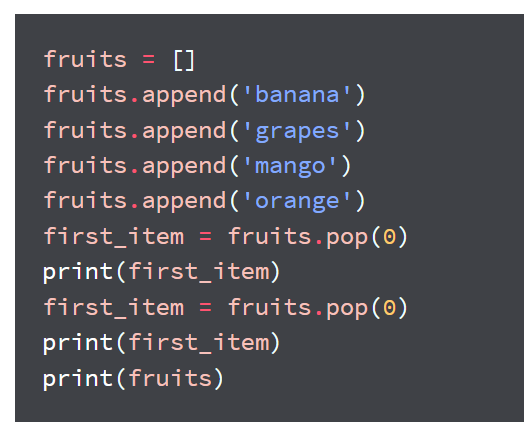 fruits = []
fruits.append('banana')
fruits.append('grapes')
fruits.append('mango')
fruits.append('orange')
first_item = fruits.pop(0)
print(first_item)
first_item = fruits.pop(0)
print(first_item)
print(fruits)